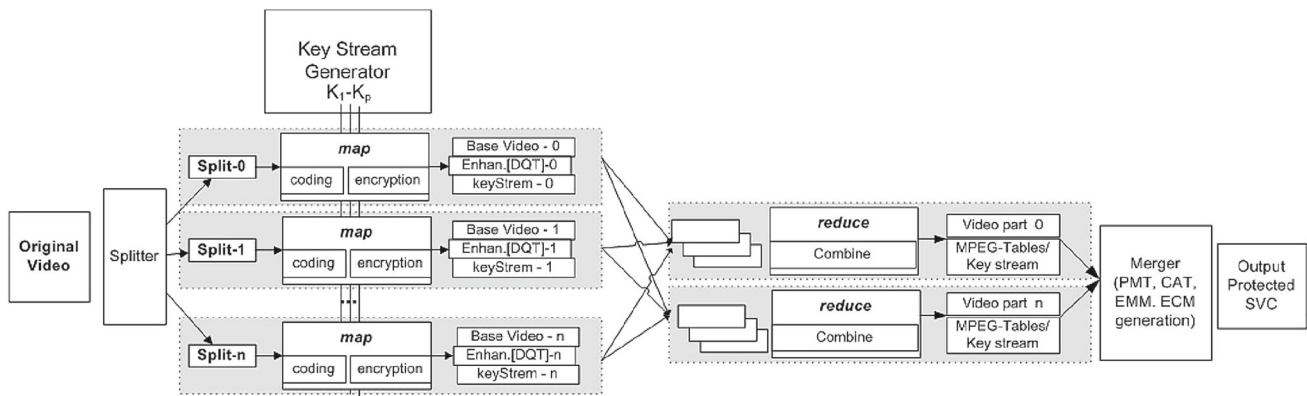 Key Stream
Generator
K1-Kp
Original
Video
Splitter
Split-0
map
coding
encryption
Base Video - 0
Enhan.[DQT]-0
keyStrem - 0
Split-1
map
coding
encryption
Base Video - 1
Enhan.[DQT]-1
keyStrem - 1
...
Split-n
map
coding
encryption
Base Video - n
Enhan.[DQT]-n
keyStrem - n
reduce
Combine
Video part 0
MPEG-Tables/
Key stream
reduce
Combine
Video part n
MPEG-Tables/
Key stream
Merger
(PMT, CAT,
EMM. ECM
generation)
Output
Protected
SVC